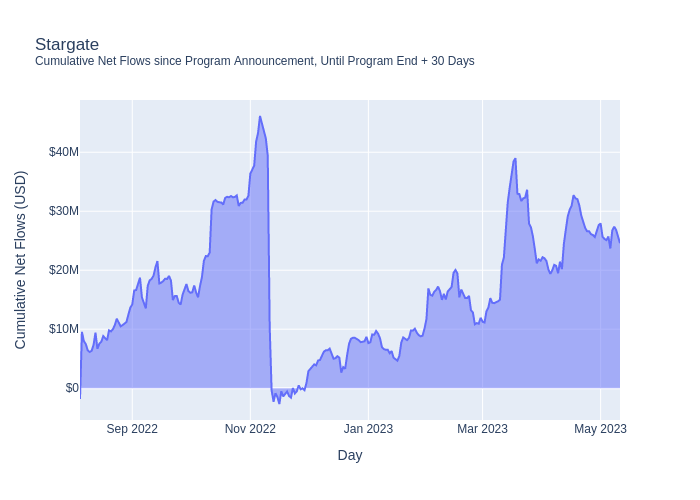 Stargate
Cumulative Net Flows since Program Announcement, Until Program End + 30 Days
Cumulative Net Flows (USD)
$40M
$30M
$20M
$10M
$0
Sep 2022
Nov 2022
Jan 2023
Mar 2023
May 2023
Day